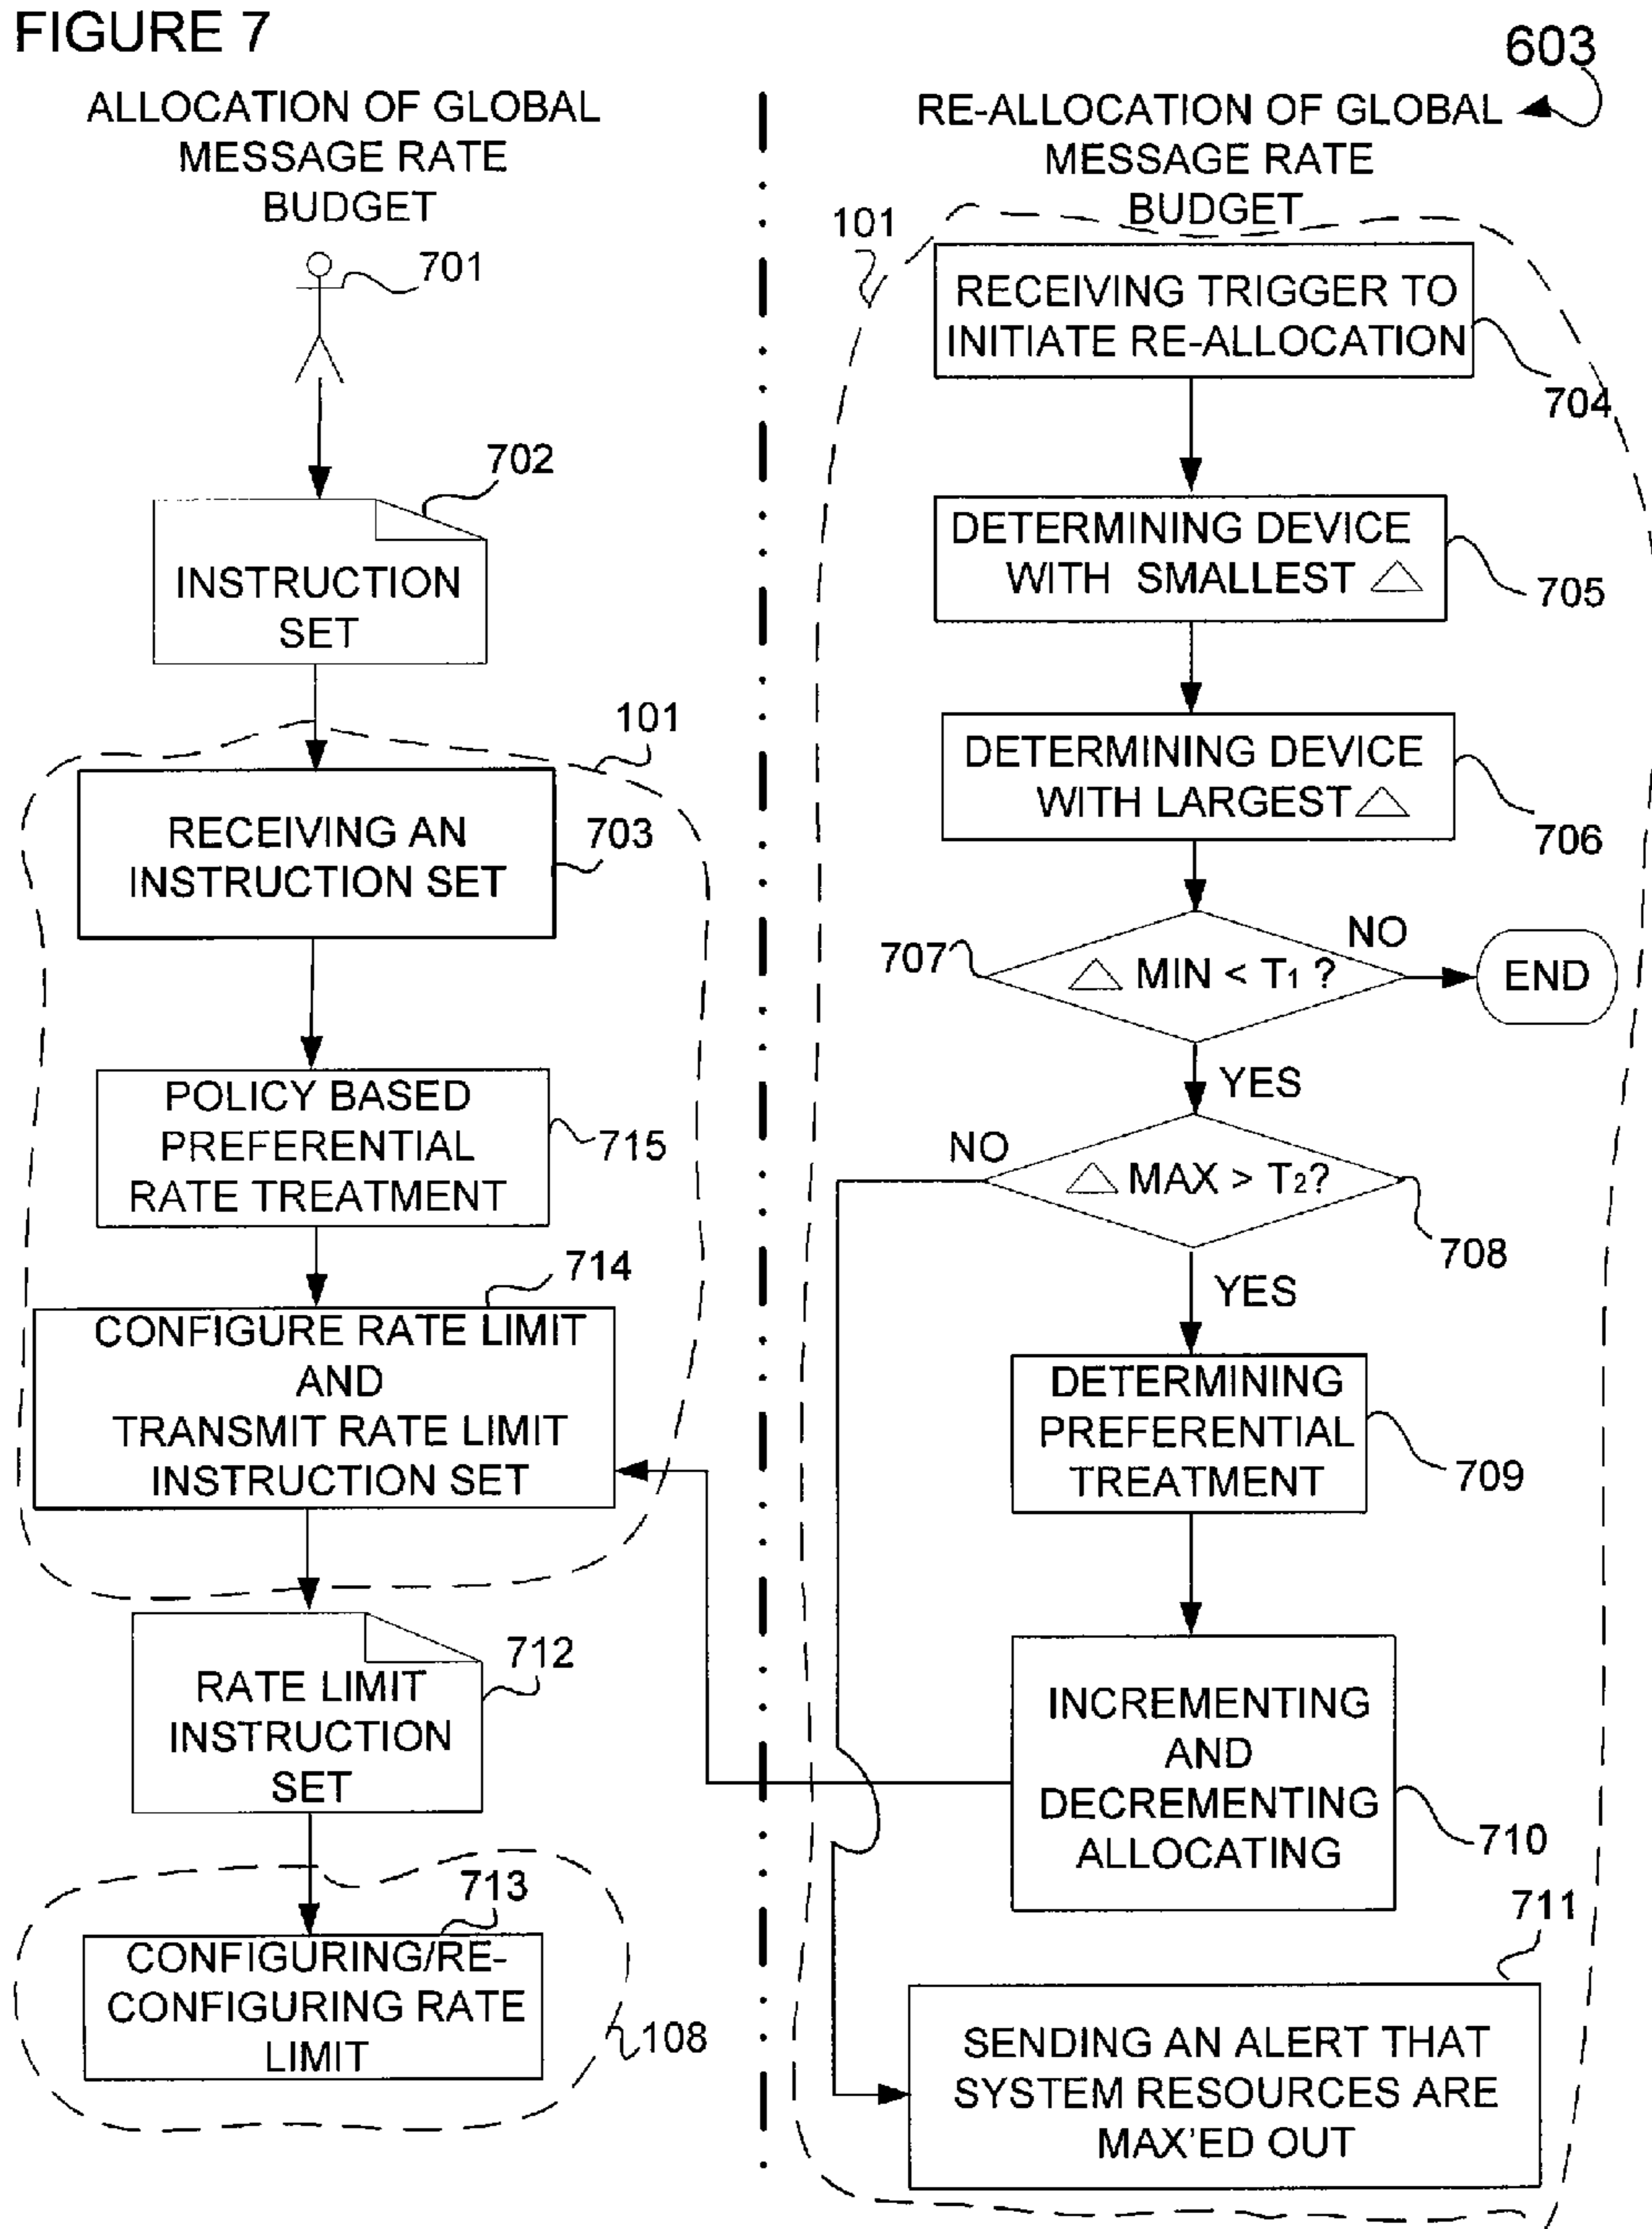 FIGURE 7
603
ALLOCATION OF GLOBAL
MESSAGE RATE
BUDGET
701
702
INSTRUCTION
SET
101
RECEIVING AN
INSTRUCTION SET
703
POLICY BASED
PREFERENTIAL
RATE TREATMENT
715
714
CONFIGURE RATE LIMIT
AND
TRANSMIT RATE LIMIT
INSTRUCTION SET
712
RATE LIMIT
INSTRUCTION
SET
713
CONFIGURING/RE-
CONFIGURING RATE
LIMIT
108
RE-ALLOCATION OF GLOBAL
MESSAGE RATE
BUDGET
101
RECEIVING TRIGGER TO
INITIATE RE-ALLOCATION
704
DETERMINING DEVICE
WITH SMALLEST △
705
DETERMINING DEVICE
WITH LARGEST △
706
707
△ MIN < T1 ?
NO
END
YES
NO
△ MAX > T2?
708
YES
DETERMINING
PREFERENTIAL
TREATMENT
709
INCREMENTING
AND
DECREMENTING
ALLOCATING
710
711
SENDING AN ALERT THAT
SYSTEM RESOURCES ARE
MAX'ED OUT